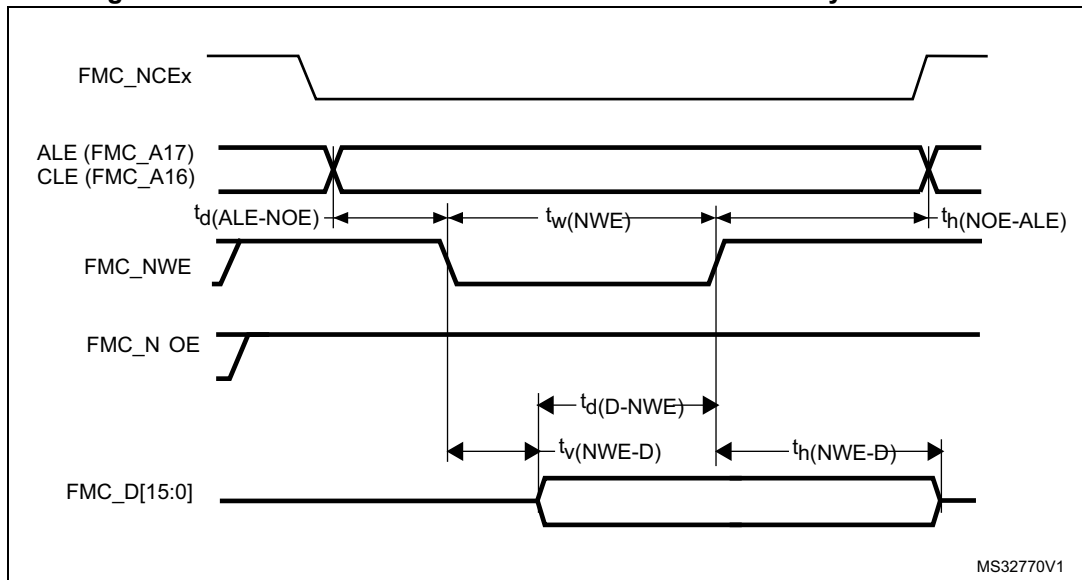 FMC_NCEx
ALE (FMC_A17)
CLE (FMC_A16)
td(ALE-NOE)
tw(NWE)
th(NOE-ALE)
FMC_NWE
FMC_N OE
td(D-NWE)
tv(NWE-D)
th(NWE-D)
FMC_D[15:0]
MS32770V1